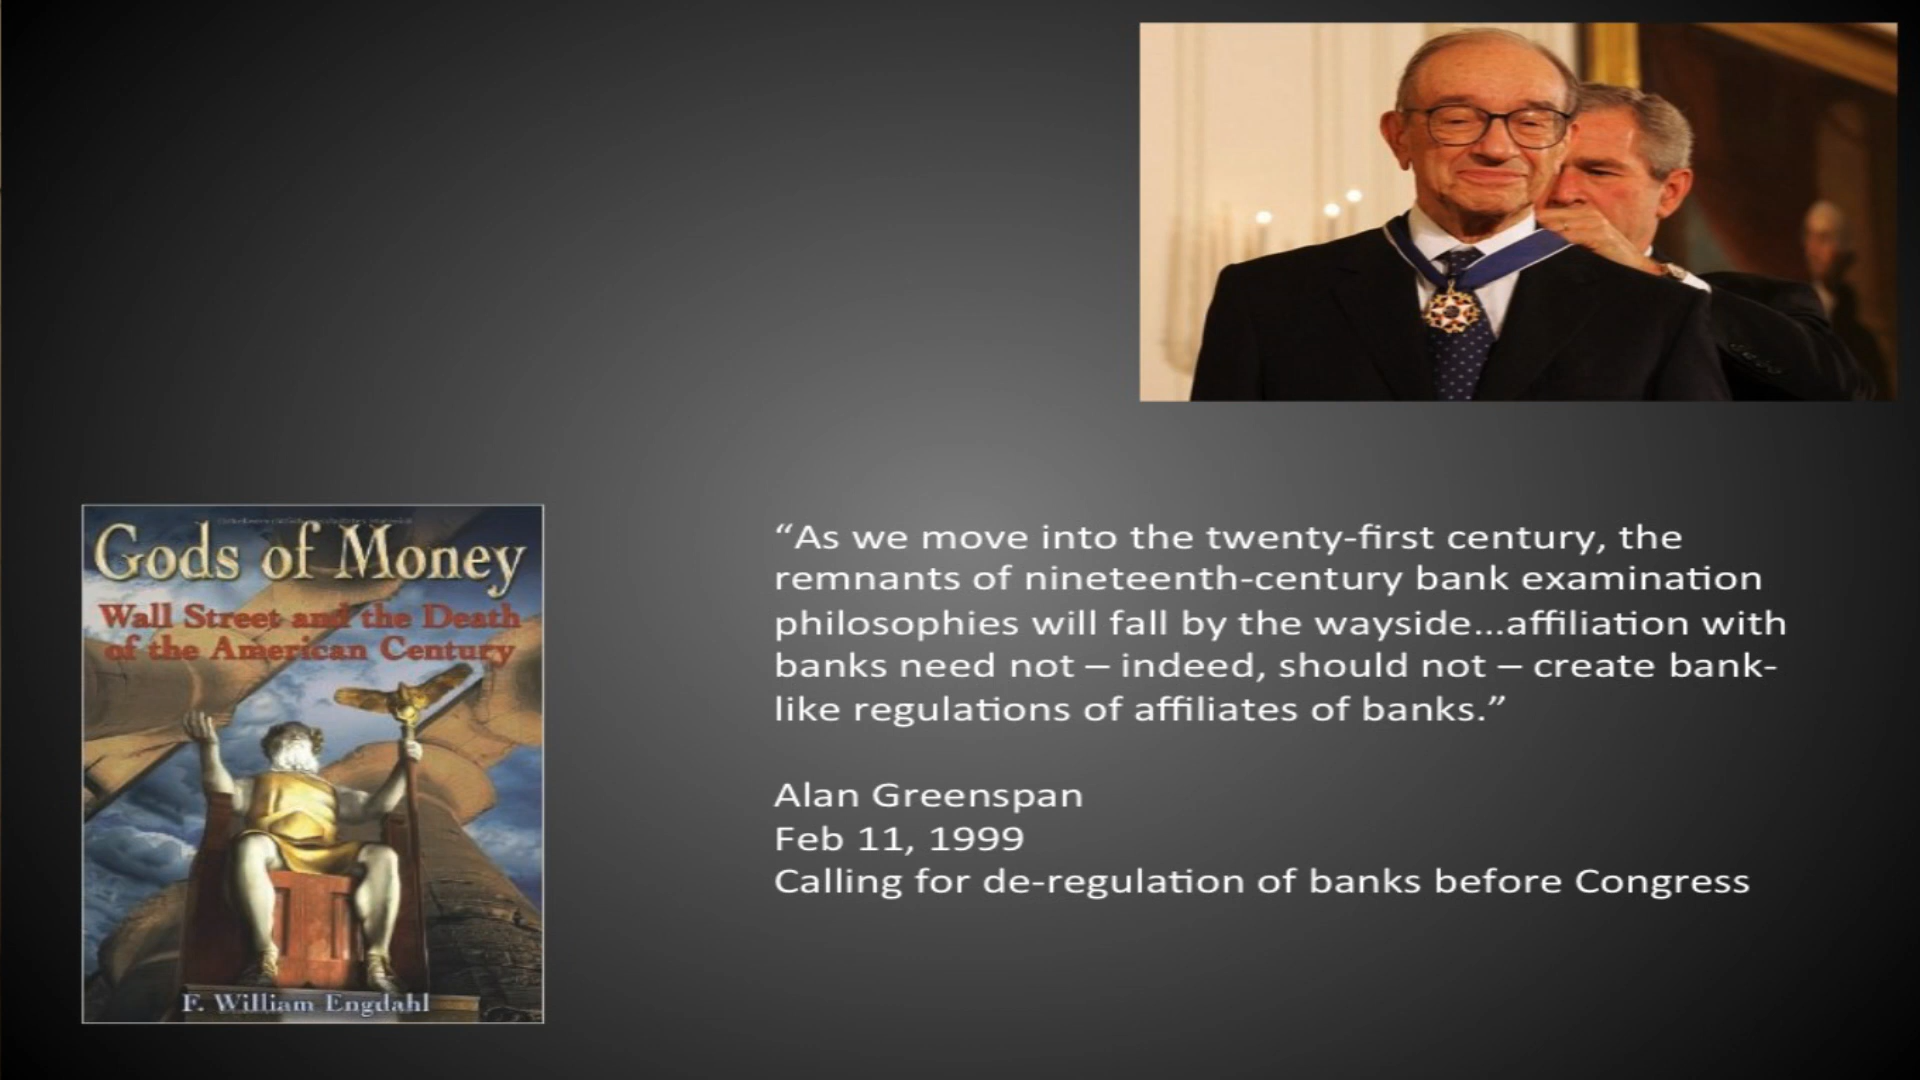 Gods of Money
Wall Street and the Death
of the American Century
F. William Engdahl
“As we move into the twenty-first century, the
remnants of nineteenth-century bank examination
philosophies will fall by the wayside...affiliation with
banks need not – indeed, should not – create bank-
like regulations of affiliates of banks.”
Alan Greenspan
Feb 11, 1999
Calling for de-regulation of banks before Congress